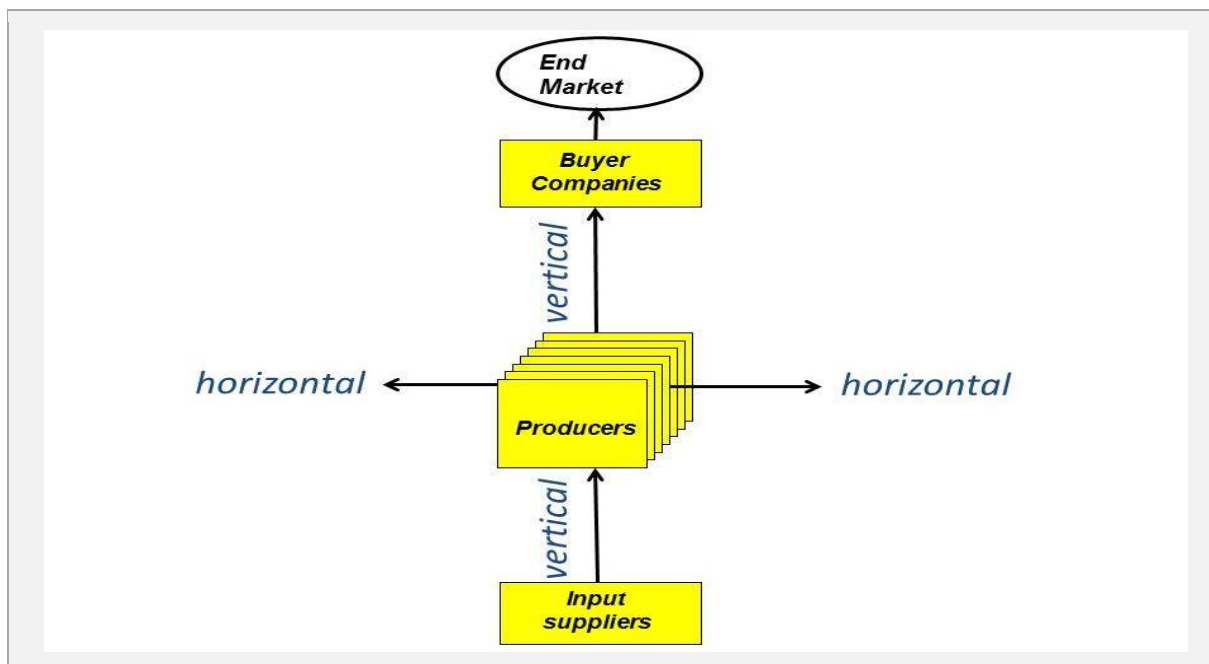 End
Market
Buyer
Companies
vertical
horizontal
horizontal
Producers
vertical
Input
suppliers